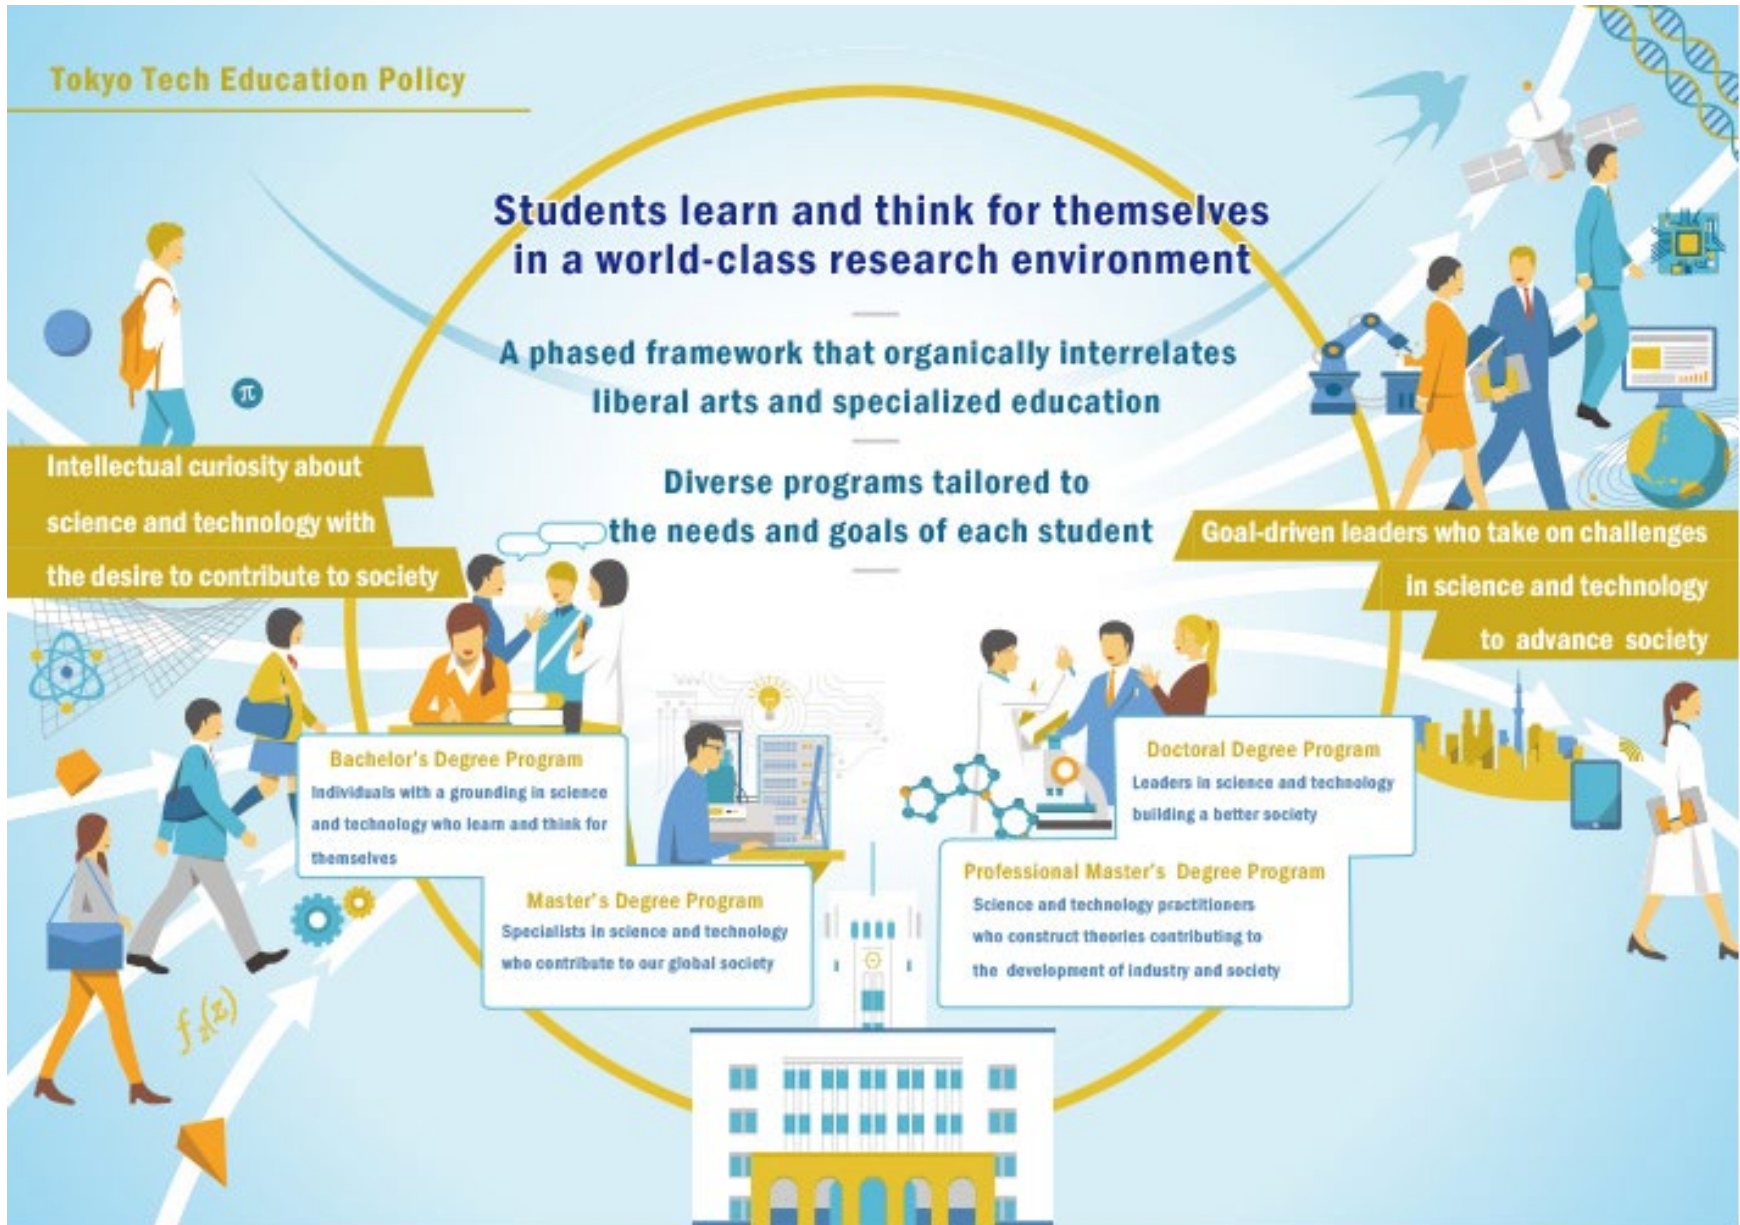 Tokyo Tech Education Policy
Students learn and think for themselves
in a world-class research environment
A phased framework that organically interrelates
liberal arts and specialized education
Diverse programs tailored to
the needs and goals of each student
π
Intellectual curiosity about
science and technology with
the desire to contribute to society
Goal-driven leaders who take on challenges
in science and technology
to advance society
Bachelor's Degree Program
Individuals with a grounding in science
and technology who learn and think for
themselves
Master's Degree Program
Specialists in science and technology
who contribute to our global society
Doctoral Degree Program
Leaders in science and technology
building a better society
Professional Master's Degree Program
Science and technology practitioners
who construct theories contributing to
the development of industry and society